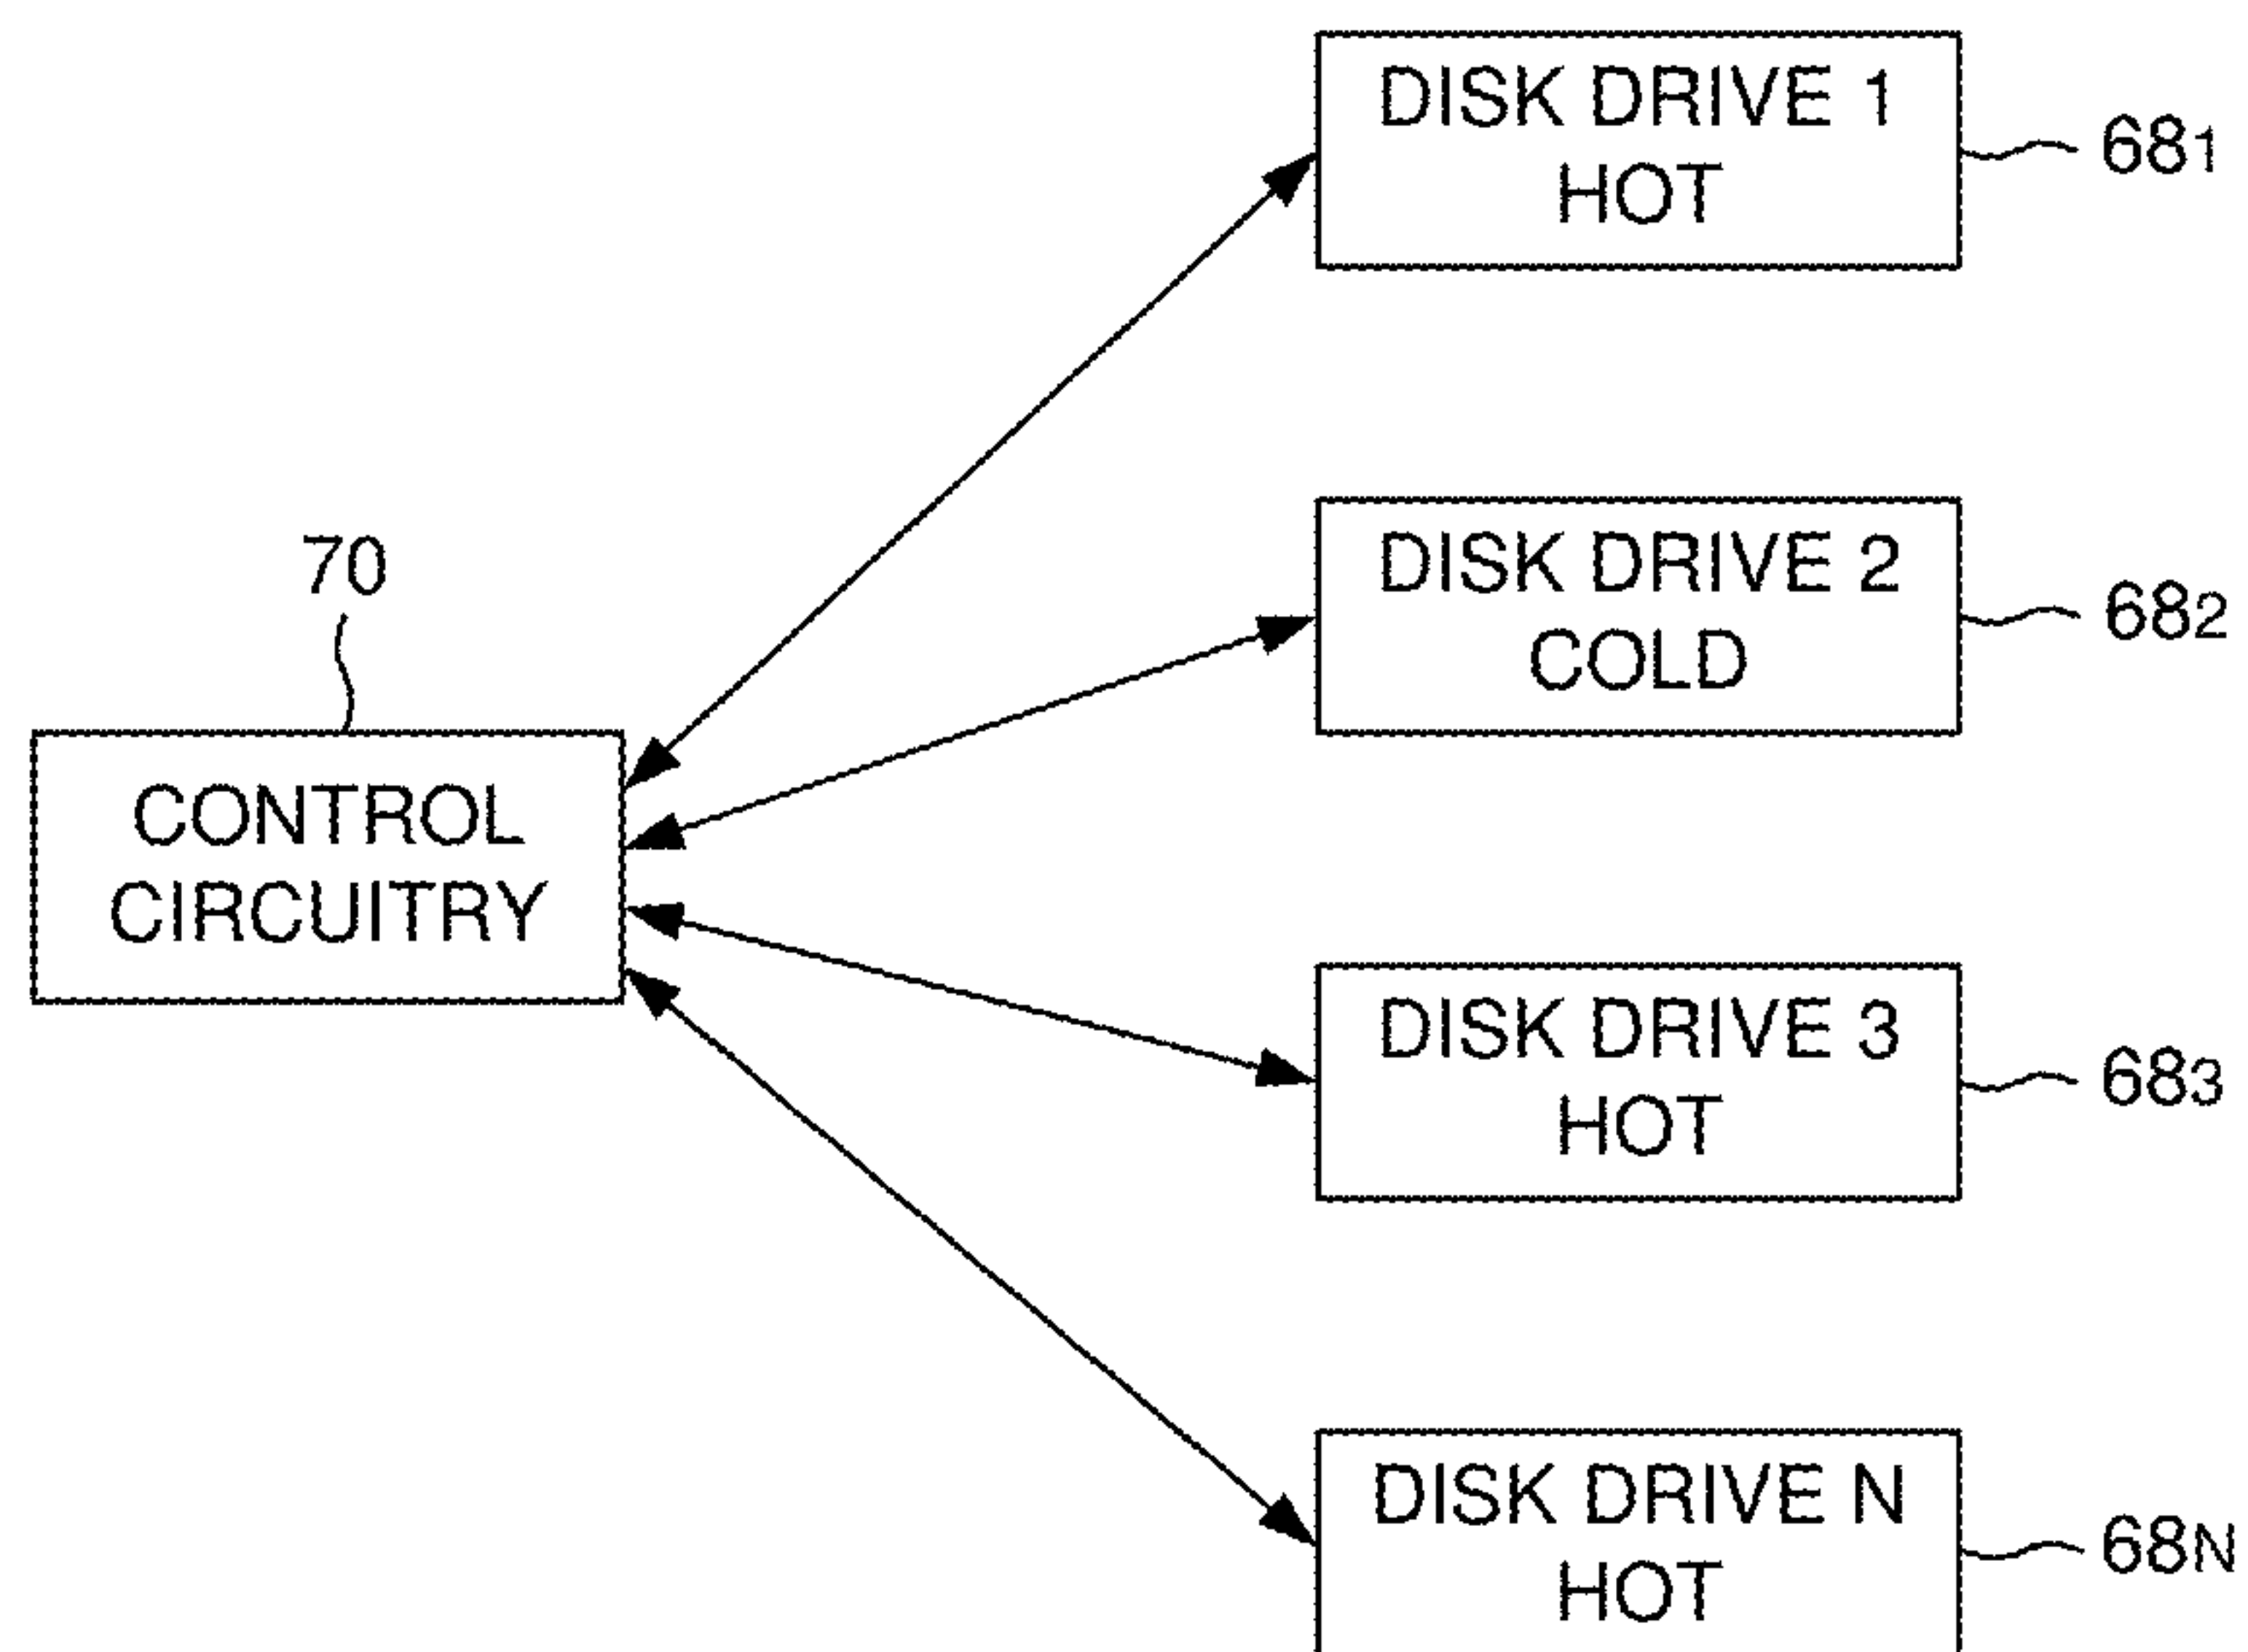 DISK DRIVE 1
HOT
681
DISK DRIVE 2
COLD
682
70
CONTROL
CIRCUITRY
DISK DRIVE 3
HOT
683
DISK DRIVE N
HOT
68N